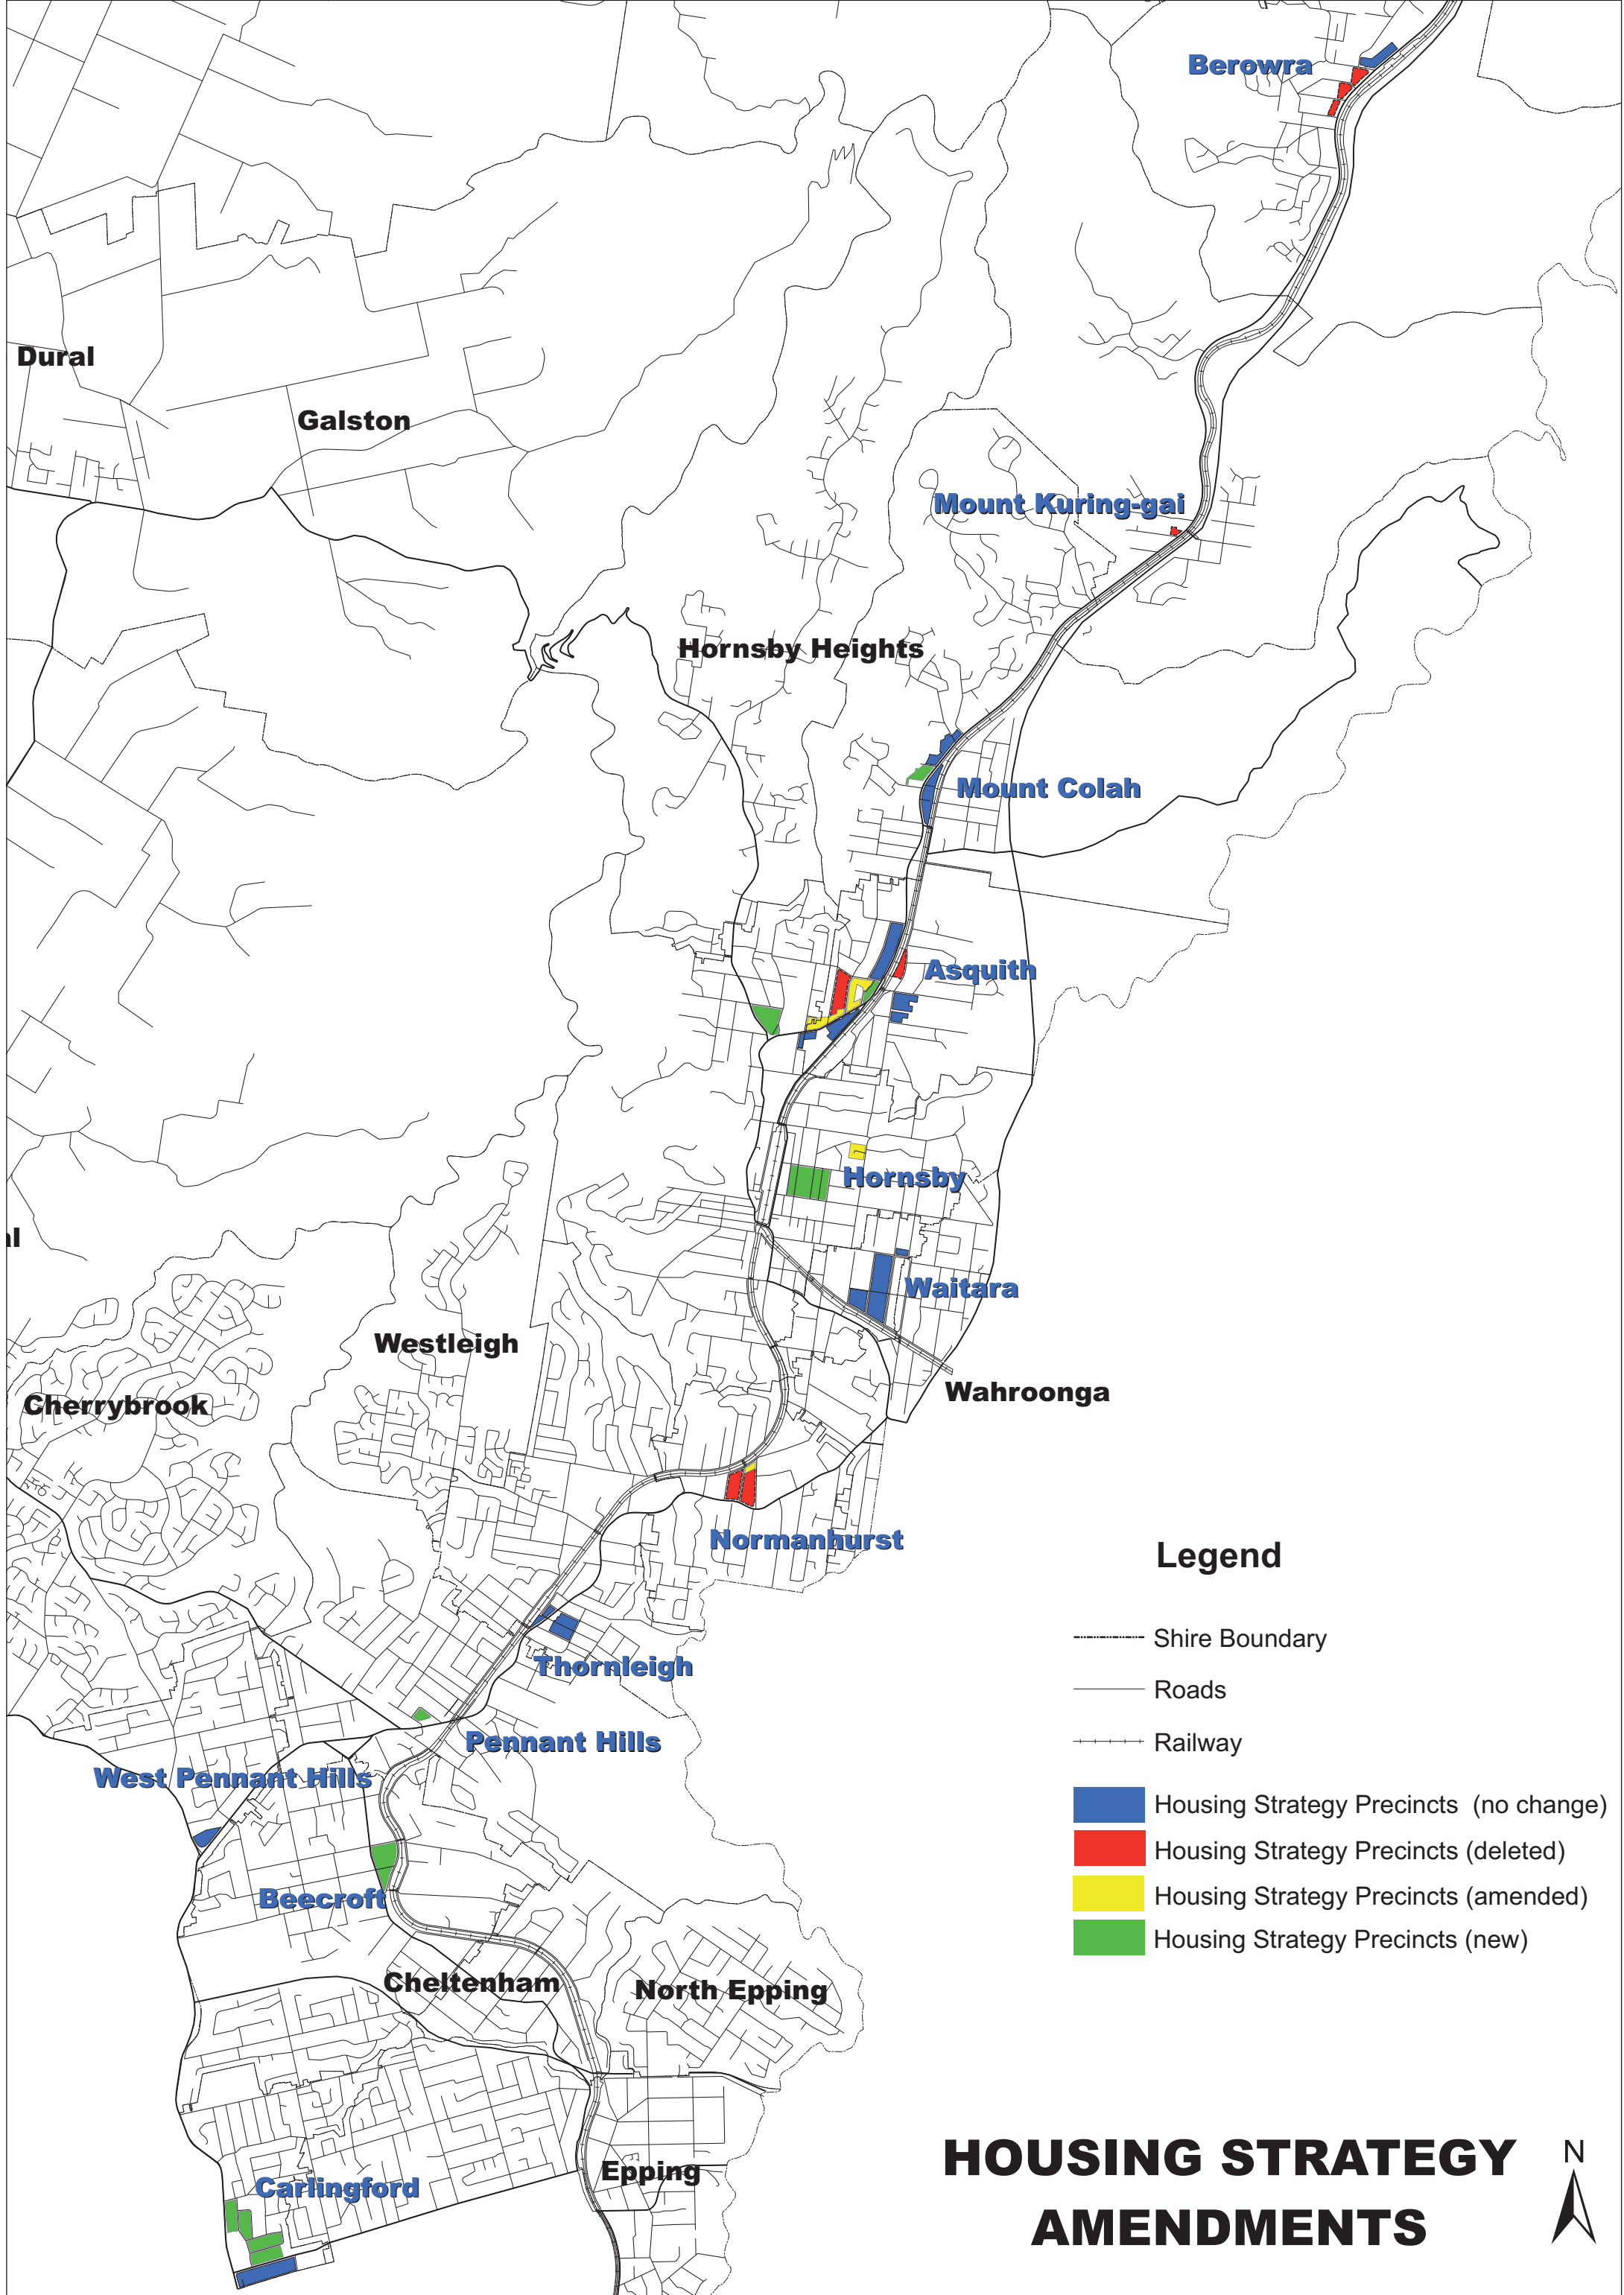 Berowra
Dural
Galston
Mount Kuring-gai
Hornsby Heights
Mount Colah
Asquith
Hornsby
al
Waitara
Westleigh
Wahroonga
Cherrybrook
Normanhurst
Legend
Shire Boundary
Thornleigh
Roads
Pennant Hills
Railway
West Pennant Hills
Housing Strategy Precincts (no change)
Housing Strategy Precincts (deleted)
Housing Strategy Precincts (amended)
Beecroft
Housing Strategy Precincts (new)
Cheltenham
North Epping
Epping
Carlingford
HOUSING STRATEGY
AMENDMENTS
N